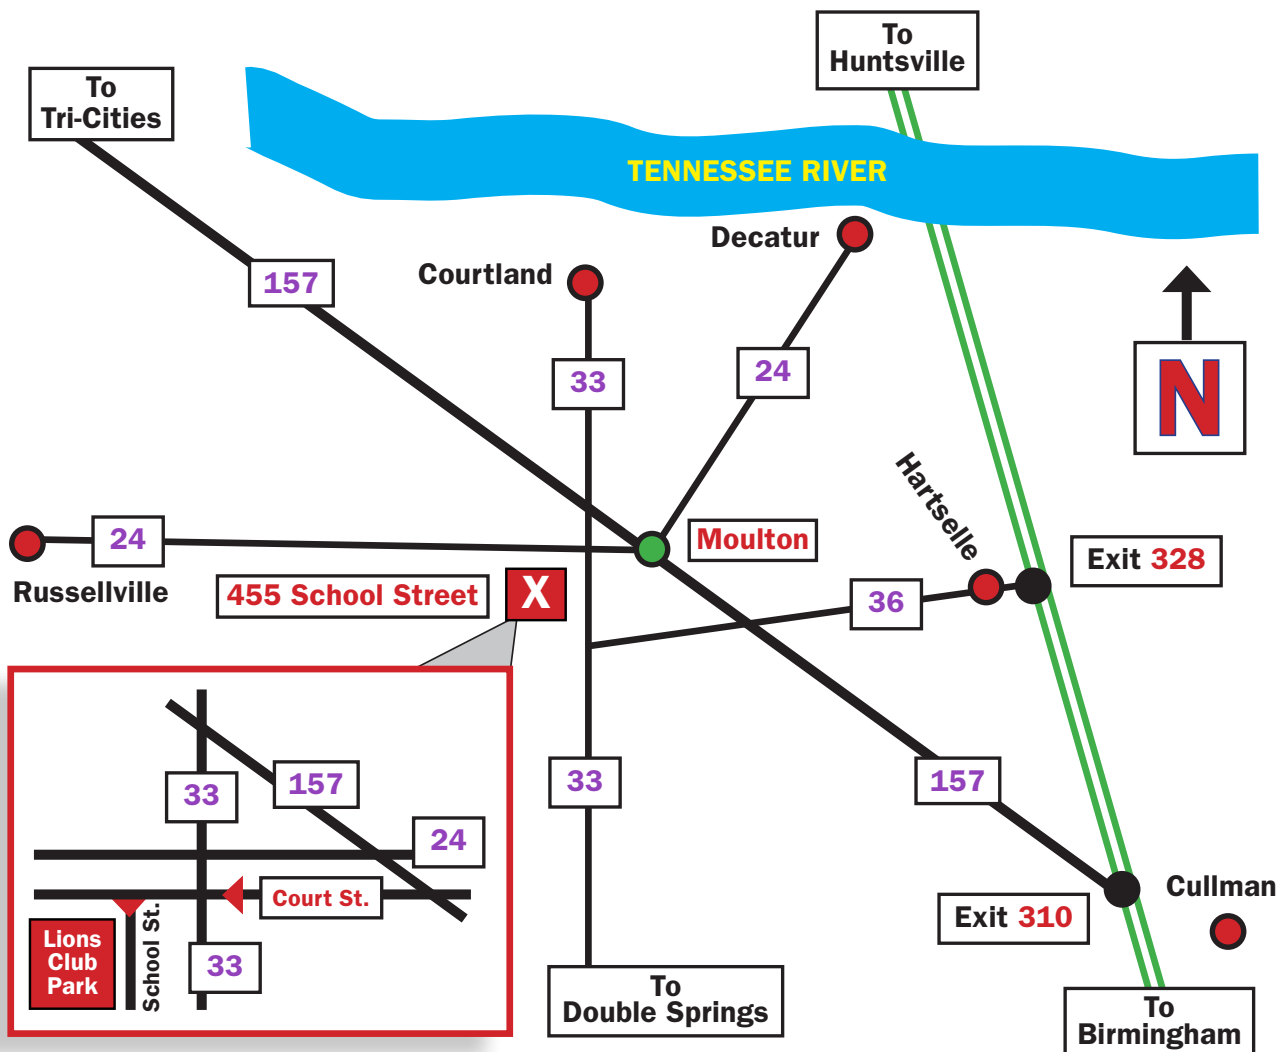 To
Huntsville
To
Tri-Cities
TENNESSEE RIVER
Decatur
Courtland
157
33
24
N
Hartselle
24
Moulton
Exit 328
Russellville
455 School Street
X
36
33
157
Cullman
Exit 310
To
Double Springs
To
Birmingham
33
157
24
Court St.
Lions
Club
Park
School St.
33